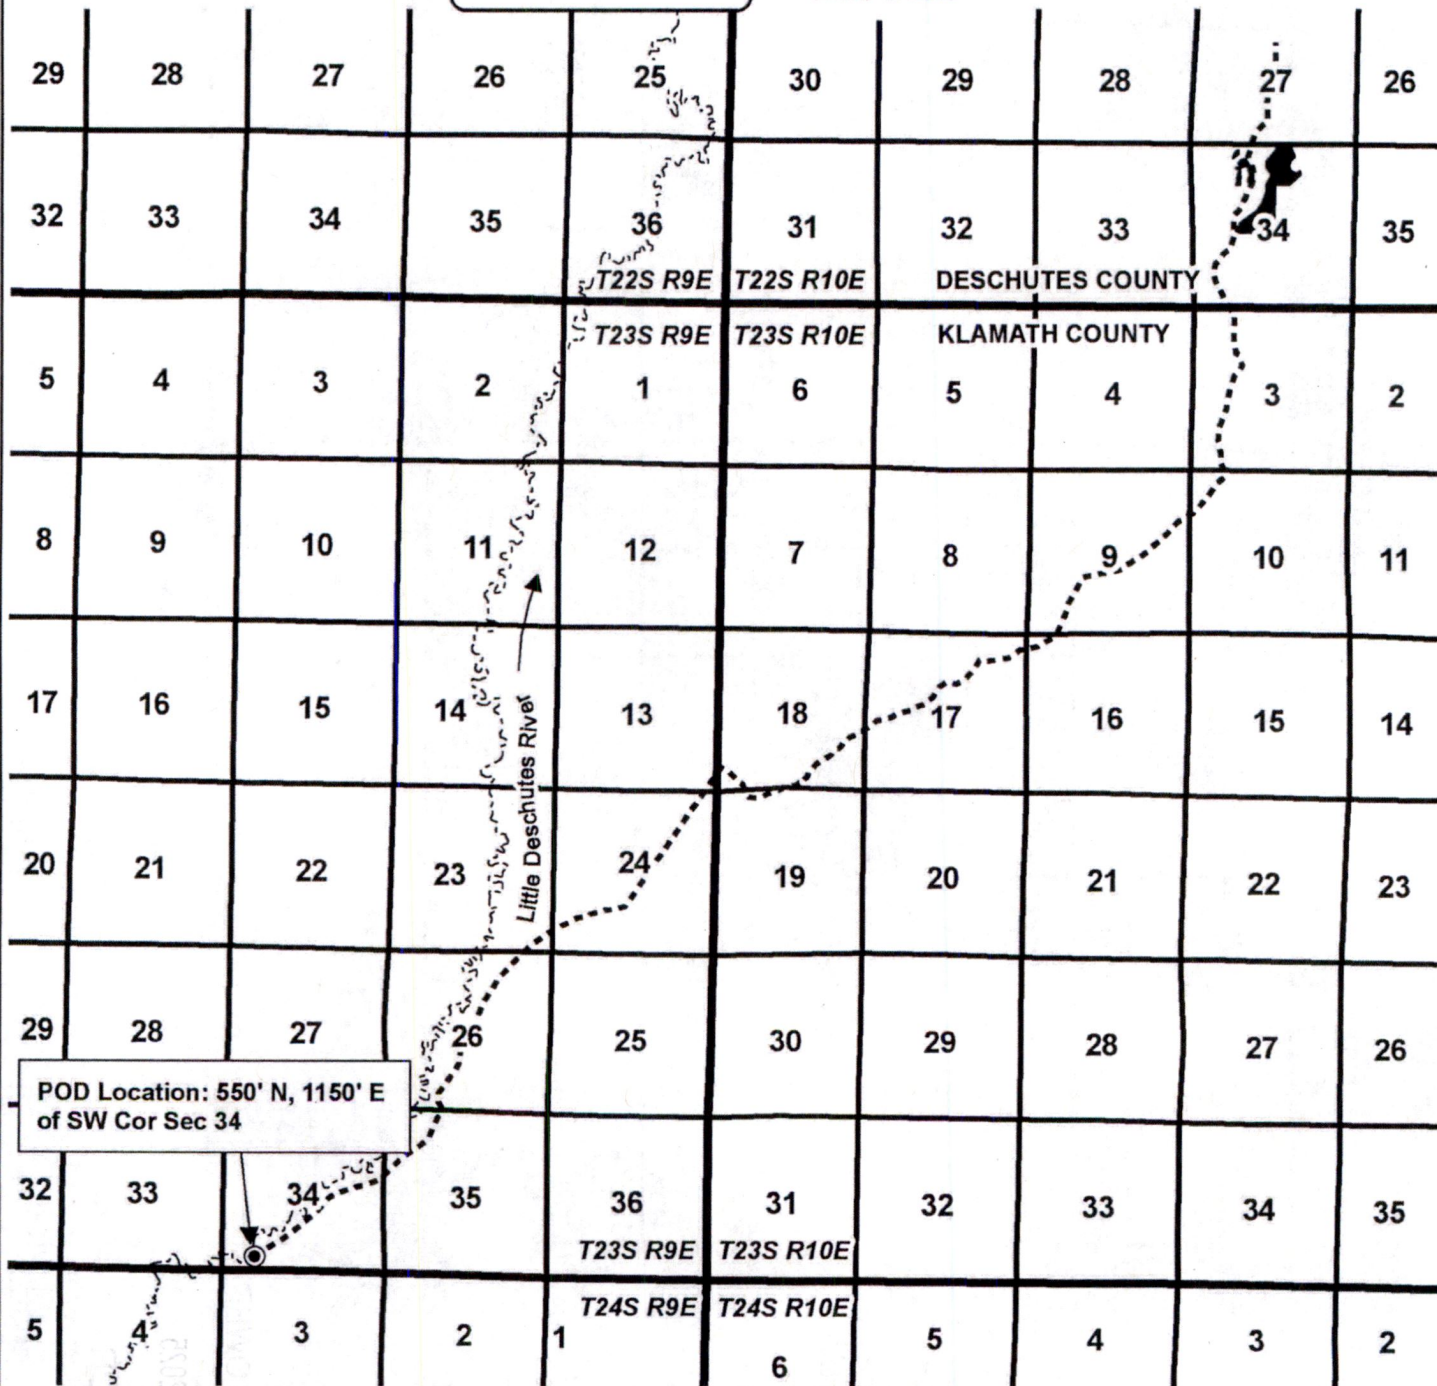 29 28 27 26 25 30 29 28 27 26
32 33 34 35 36 31 32 33 34 35
T22S R9E T22S R10E DESCHUTES COUNTY
T23S R9E T23S R10E KLAMATH COUNTY
5 4 3 2 1 6 5 4 3 2
8 9 10 11 12 7 8 9 10 11
17 16 15 14 13 18 17 16 15 14
Little Deschutes River
20 21 22 23 24 19 20 21 22 23
29 28 27 26 25 30 29 28 27 26
POD Location: 550' N, 1150' E
of SW Cor Sec 34
32 33 34 35 36 31 32 33 34 35
T23S R9E T23S R10E
T24S R9E T24S R10E
5 4 3 2 1 6 5 4 3 2